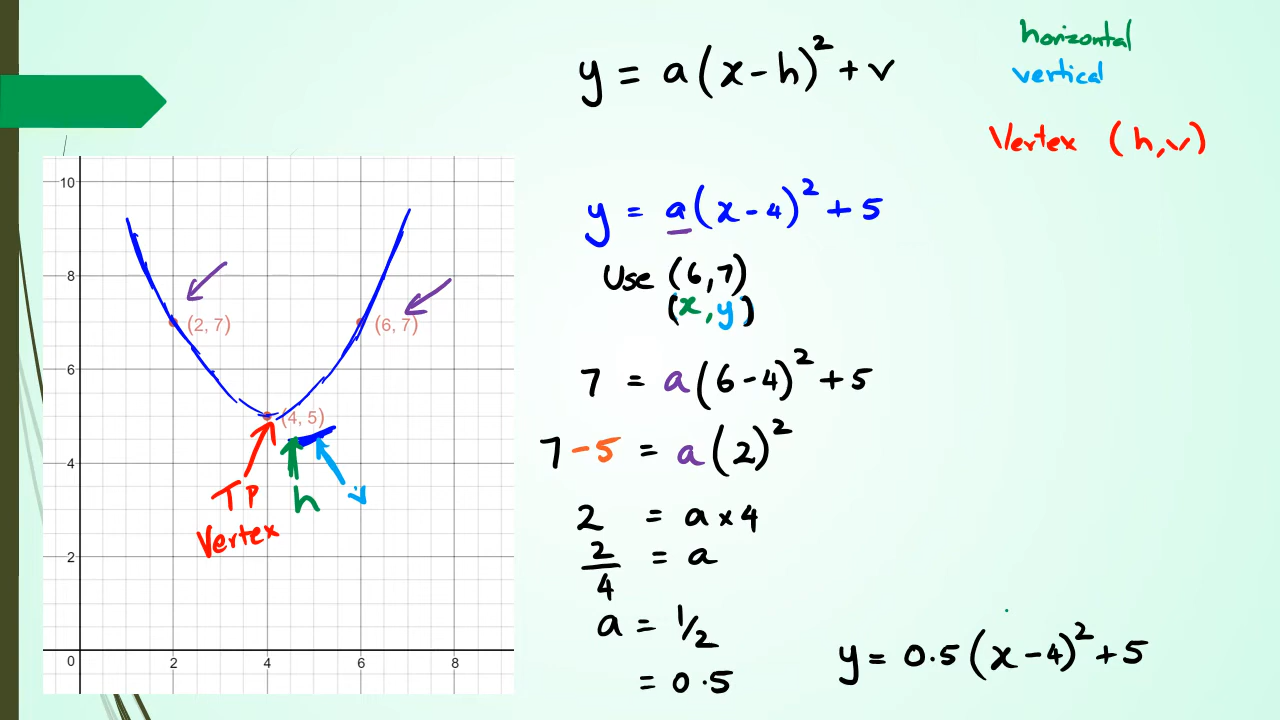 y = a(x-h)²+v
horizontal
vertical
Vertex (h,v)
y = a(x-4)²+5
Use (6,7)
(x,y)
7 = a(6-4)²+5
7-5 = a(2)²
2 = a×4
2/4 = a
a = 1/2
= 0.5
y = 0.5(x-4)²+5
10
8
6
4
2
0
2
4
6
8
(2, 7)
(6, 7)
(4, 5)
TP
Vertex
h
v